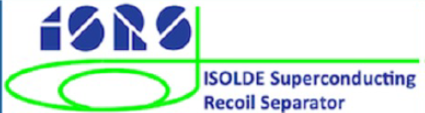 ISRS
ISOLDE Superconducting
Recoil Separator